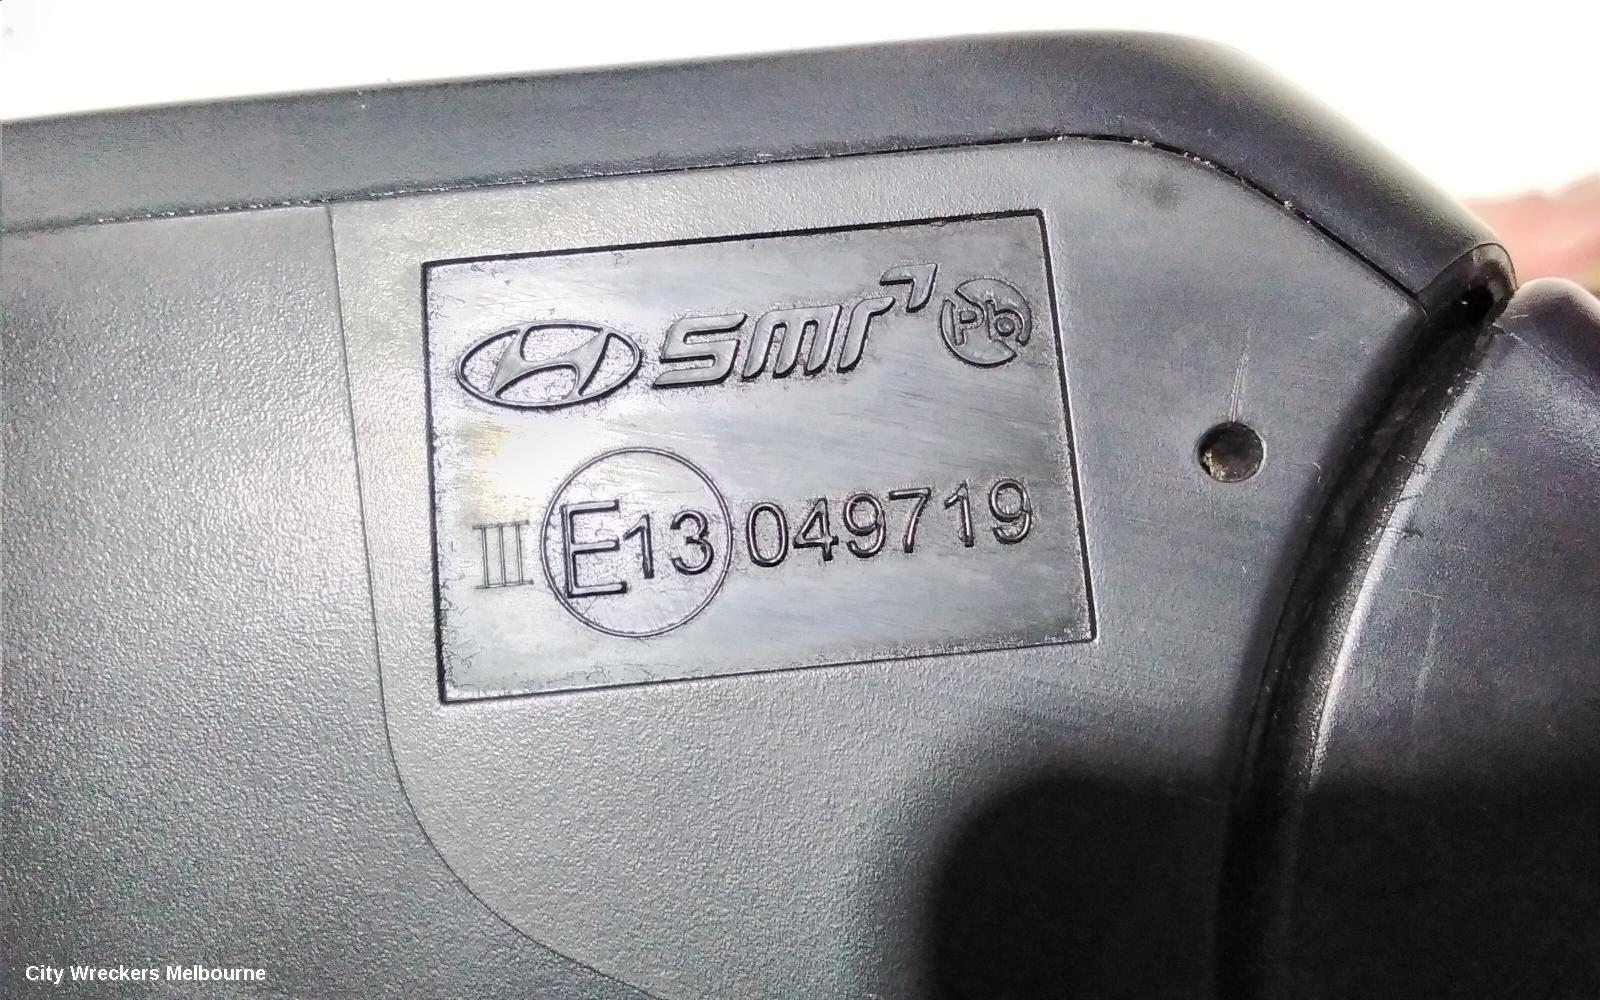 smr Pb
III E13 049719
City Wreckers Melbourne